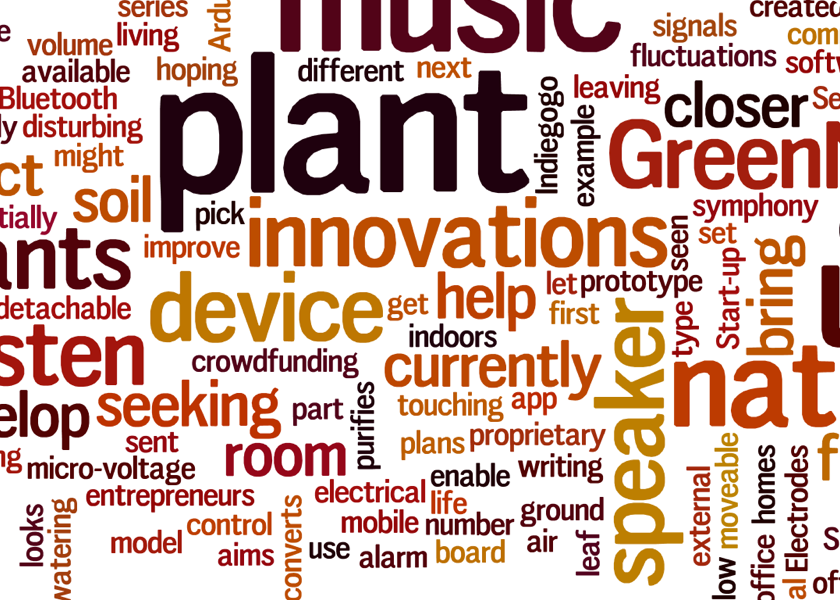 series
music
signals
created
volume
living
Ardu
com
fluctuations
softw
available
hoping
different
next
Bluetooth
plant
Indiegogo
leaving
closer
Se
ly
disturbing
example
GreenM
might
ct
soil
tially
pick
innovations
symphony
seen
set
ants
improve
bring
device
get
help
let
prototype
detachable
first
type
Start-up
sten
indoors
speaker
crowdfunding
currently
nat
elop
seeking
part
purifies
touching
app
sent
room
plans
proprietary
ng
micro-voltage
enable
writing
moveable
homes
entrepreneurs
electrical
life
external
office
Electrodes
looks
watering
control
converts
mobile
number
ground
model
aims
use
alarm
board
air
leaf
low
al
of